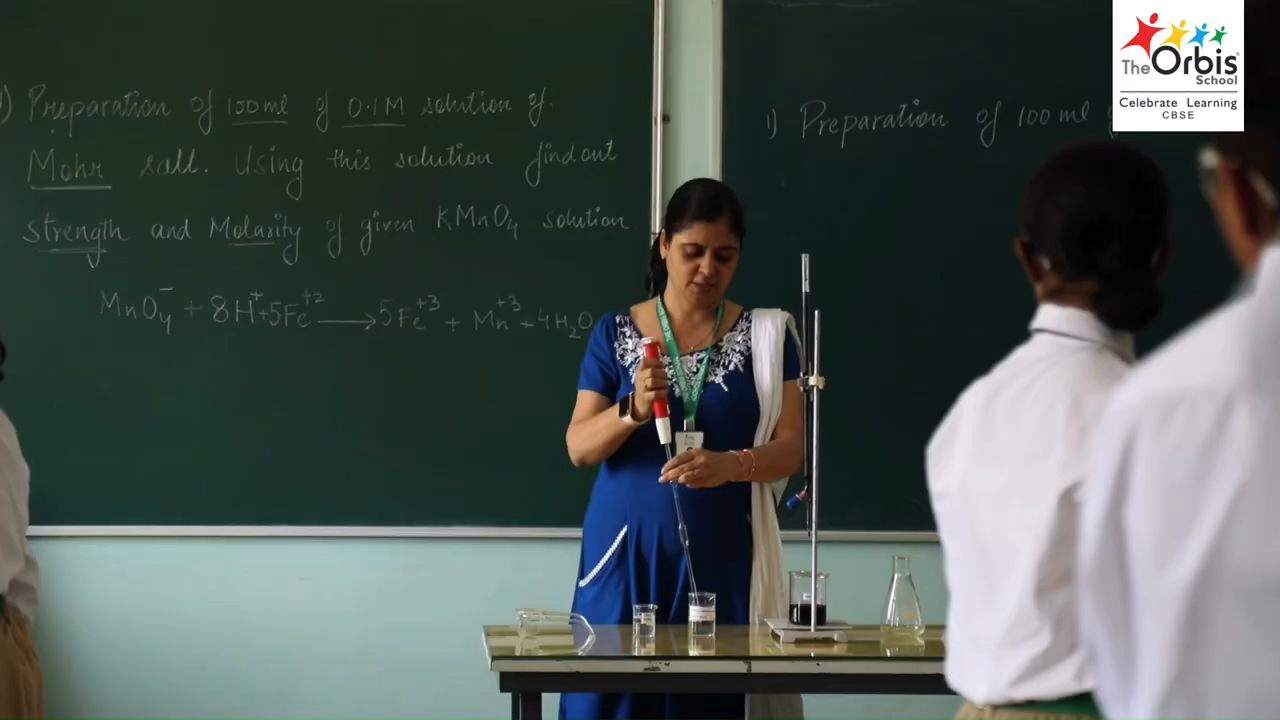 1) Preparation of 100ml of 0.1M solution of
Mohr salt. Using this solution find out
strength and Molarity of given KMnO₄ solution
MnO₄⁻ + 8H⁺ + 5Fe⁺² → 5Fe⁺³ + Mn⁺³ + 4H₂O
1) Preparation of 100 ml
The Orbis
School
Celebrate Learning
CBSE